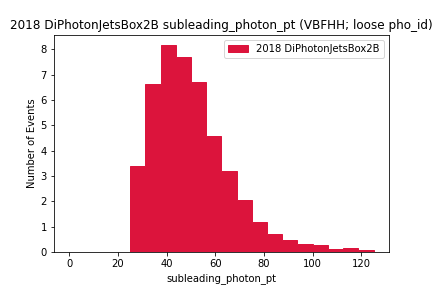 2018 DiPhotonJetsBox2B subleading_photon_pt (VBFHH; loose pho_id)
2018 DiPhotonJetsBox2B
Number of Events
8
7
6
5
4
3
2
1
0
0 20 40 60 80 100 120
subleading_photon_pt